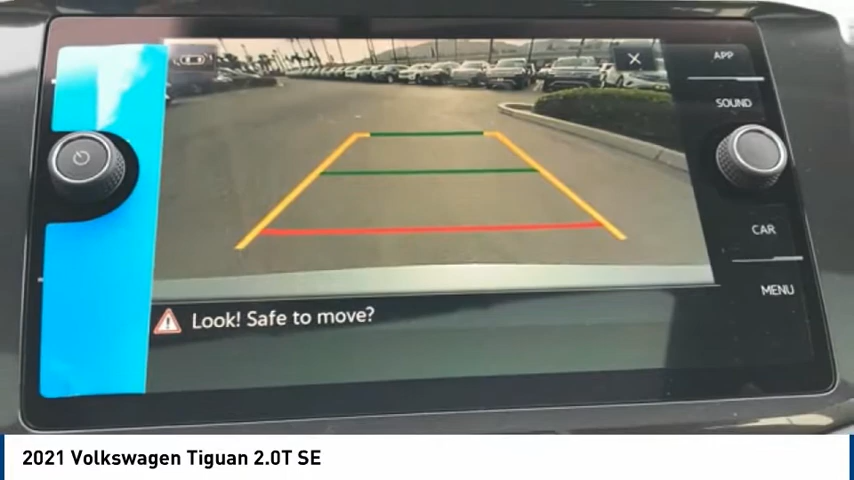 APP
SOUND
CAR
MENU
Look! Safe to move?
2021 Volkswagen Tiguan 2.0T SE